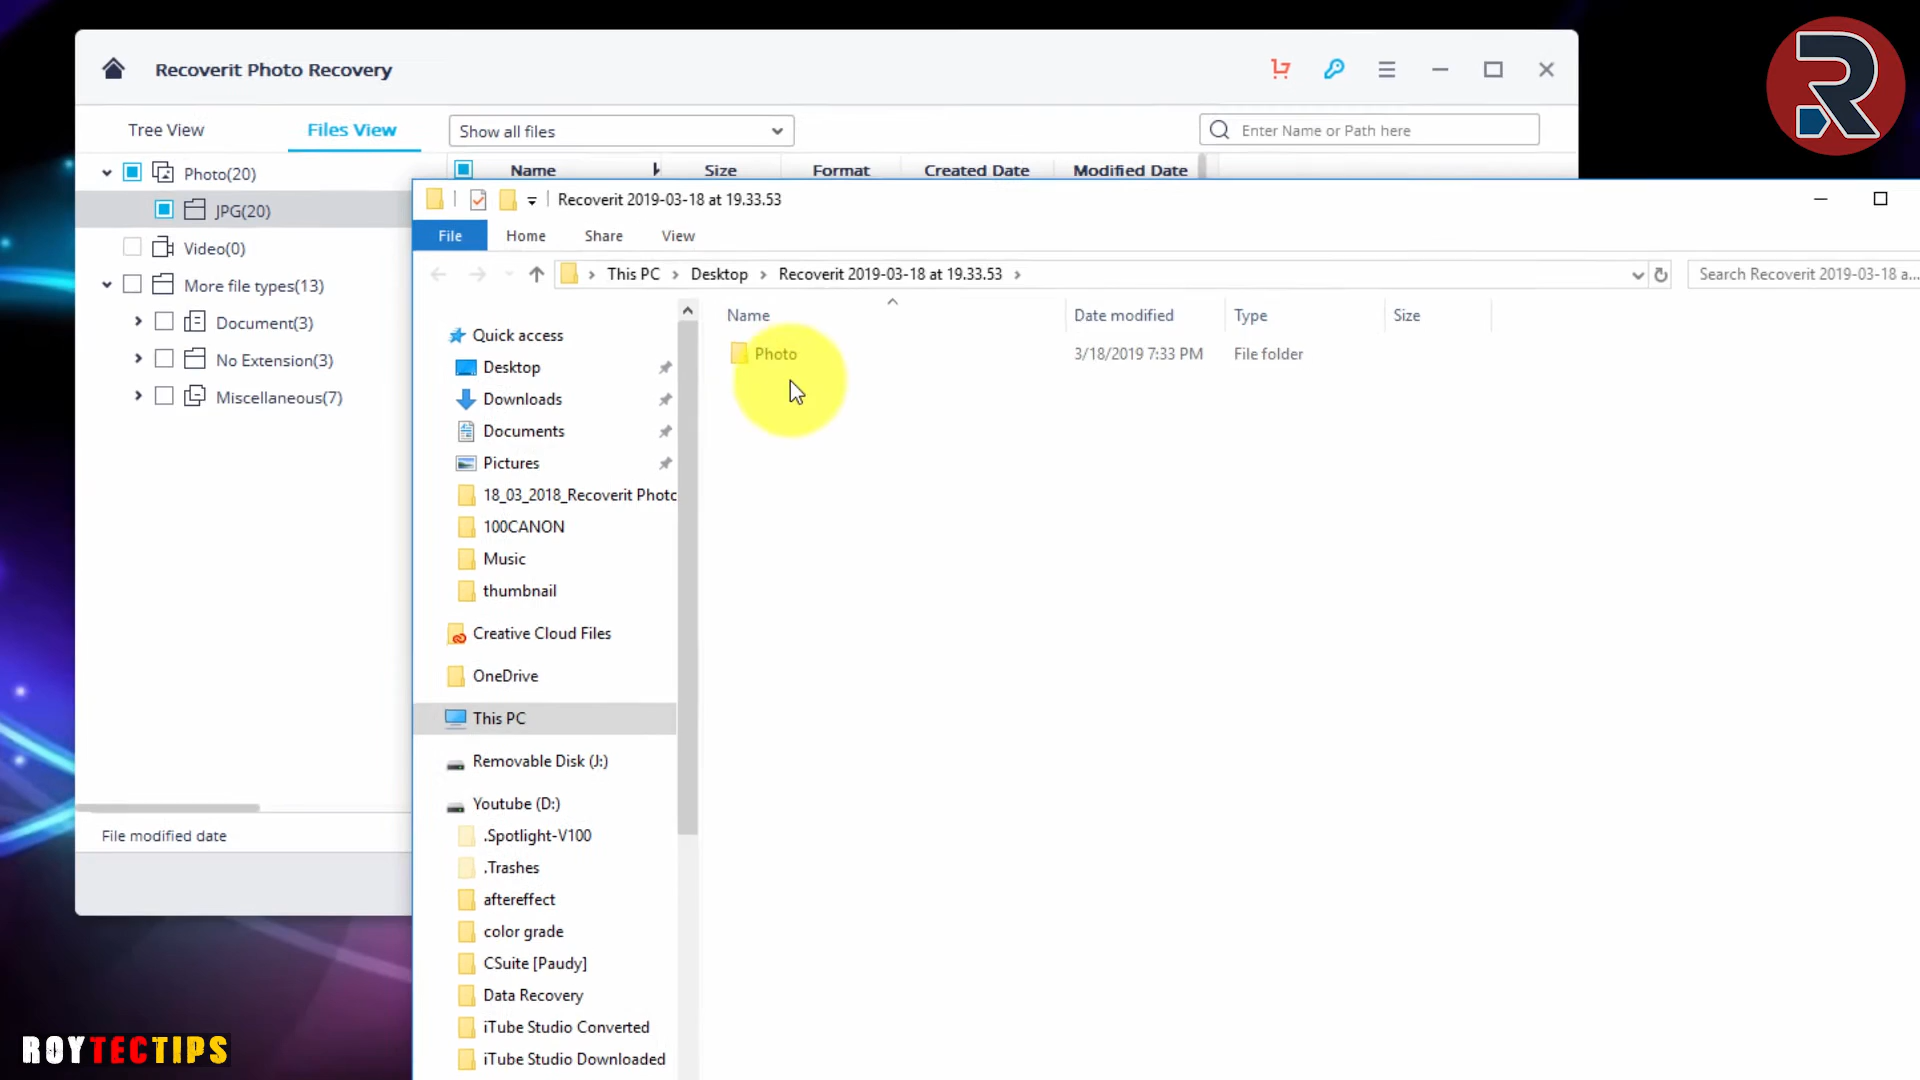 Recoverit Photo Recovery
Tree View
Files View
Show all files
Enter Name or Path here
Photo(20)
JPG(20)
Video(0)
More file types(13)
Document(3)
No Extension(3)
Miscellaneous(7)
Name
Size
Format
Created Date
Modified Date
File modified date
Recoverit 2019-03-18 at 19.33.53
File
Home
Share
View
This PC
Desktop
Recoverit 2019-03-18 at 19.33.53
Search Recoverit 2019-03-18 a...
Quick access
Desktop
Downloads
Documents
Pictures
18_03_2018_Recoverit Photo
100CANON
Music
thumbnail
Creative Cloud Files
OneDrive
This PC
Removable Disk (J:)
Youtube (D:)
.Spotlight-V100
.Trashes
aftereffect
color grade
CSuite [Paudy]
Data Recovery
iTube Studio Converted
iTube Studio Downloaded
Name
Date modified
Type
Size
Photo
3/18/2019 7:33 PM
File folder
R
ROYTECTIPS